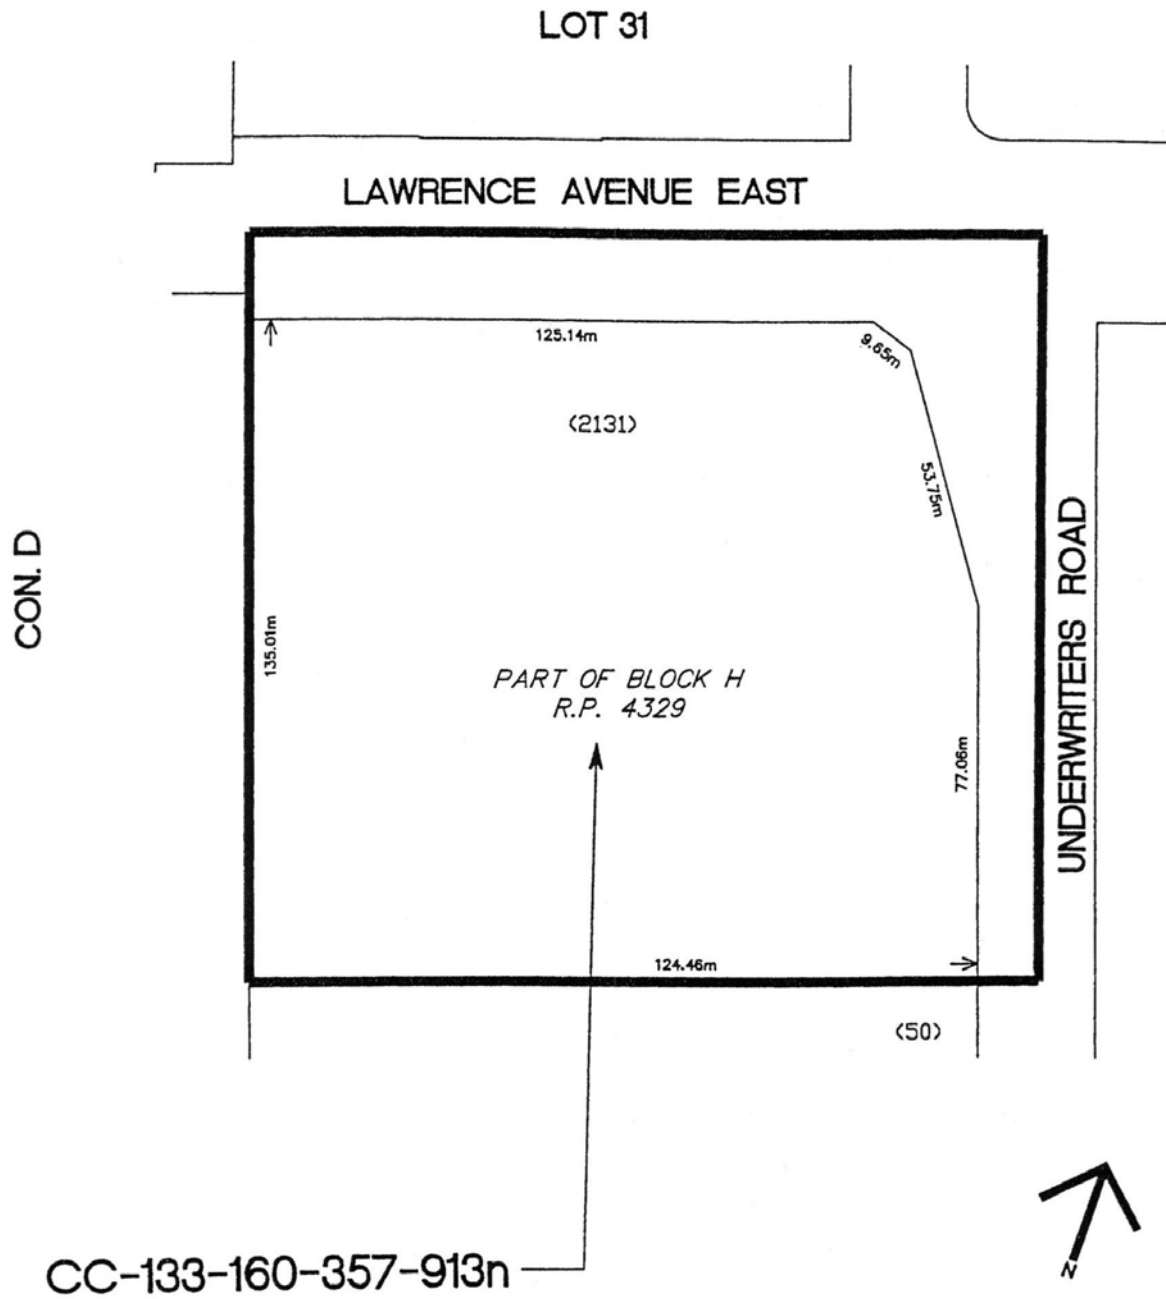 LOT 31
LAWRENCE AVENUE EAST
125.14m
9.65m
(2131)
53.75m
CON. D
135.01m
UNDERWRITERS ROAD
PART OF BLOCK H
R.P. 4329
77.06m
124.46m
(50)
N
CC-133-160-357-913n